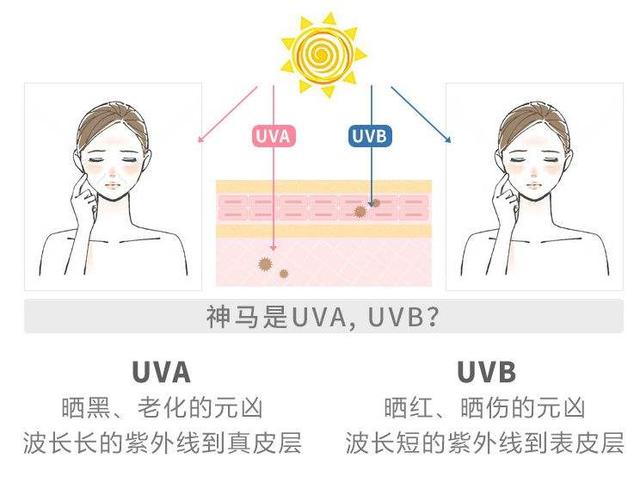 UVA
UVB
神马是UVA, UVB?
UVA
晒黑、老化的元凶
波长长的紫外线到真皮层
UVB
晒红、晒伤的元凶
波长短的紫外线到表皮层